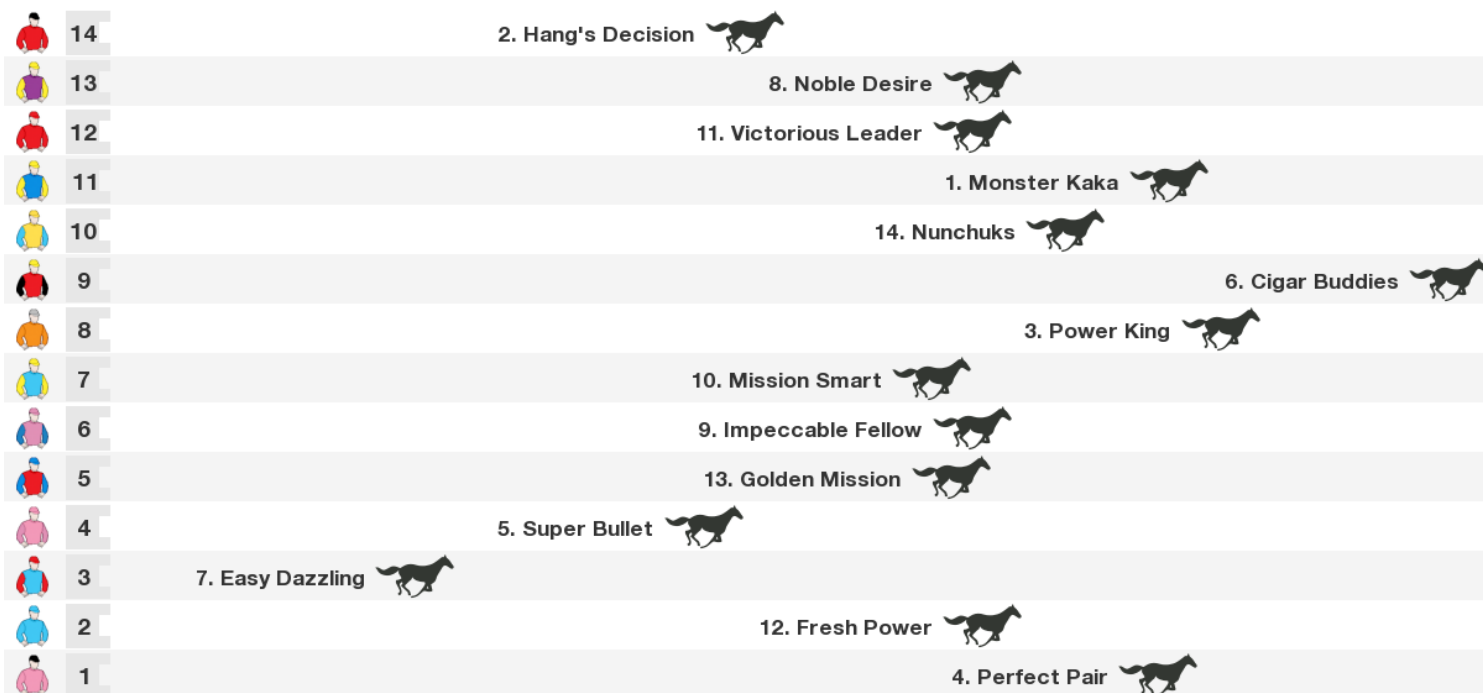 14 2. Hang's Decision
13 8. Noble Desire
12 11. Victorious Leader
11 1. Monster Kaka
10 14. Nunchuks
9 6. Cigar Buddies
8 3. Power King
7 10. Mission Smart
6 9. Impeccable Fellow
5 13. Golden Mission
4 5. Super Bullet
3 7. Easy Dazzling
2 12. Fresh Power
1 4. Perfect Pair